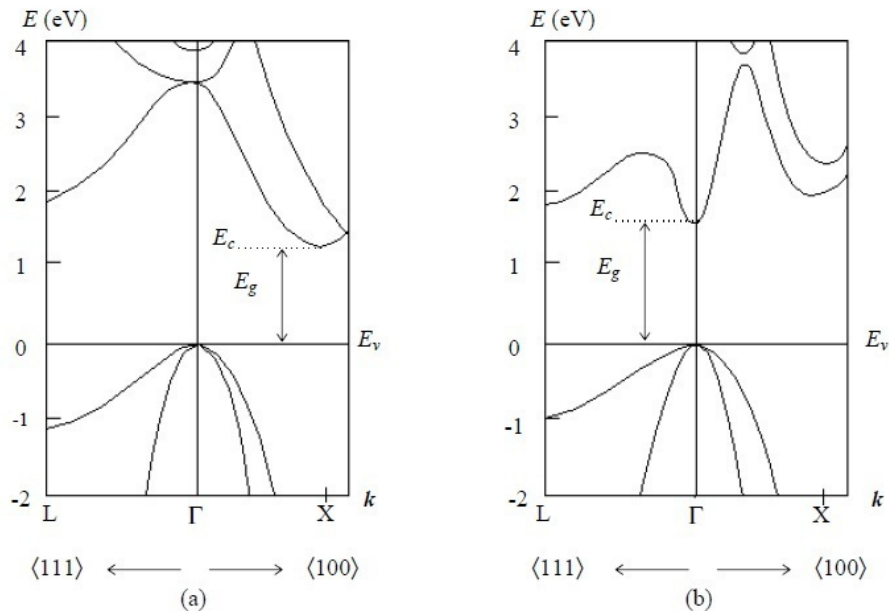 E (eV)
4
3
2
1
0
-1
-2
E_c
E_g
E_v
L Γ X k
⟨111⟩ ⟨100⟩
(a)
E (eV)
4
3
2
1
0
-1
-2
E_c
E_g
E_v
L Γ X k
⟨111⟩ ⟨100⟩
(b)